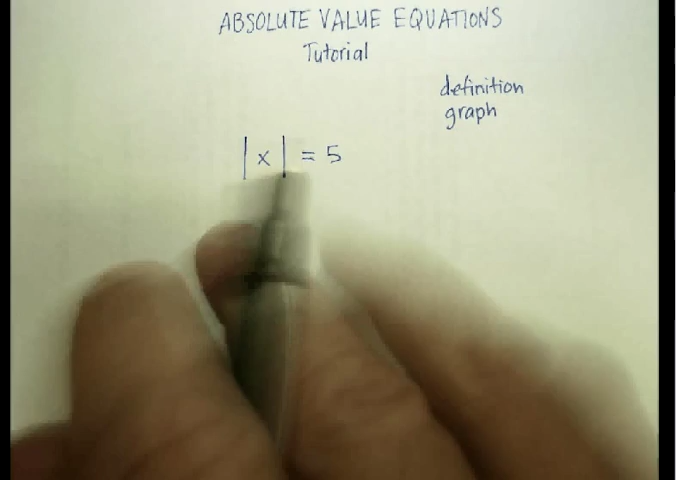 ABSOLUTE VALUE EQUATIONS
Tutorial
definition
graph
|x| = 5